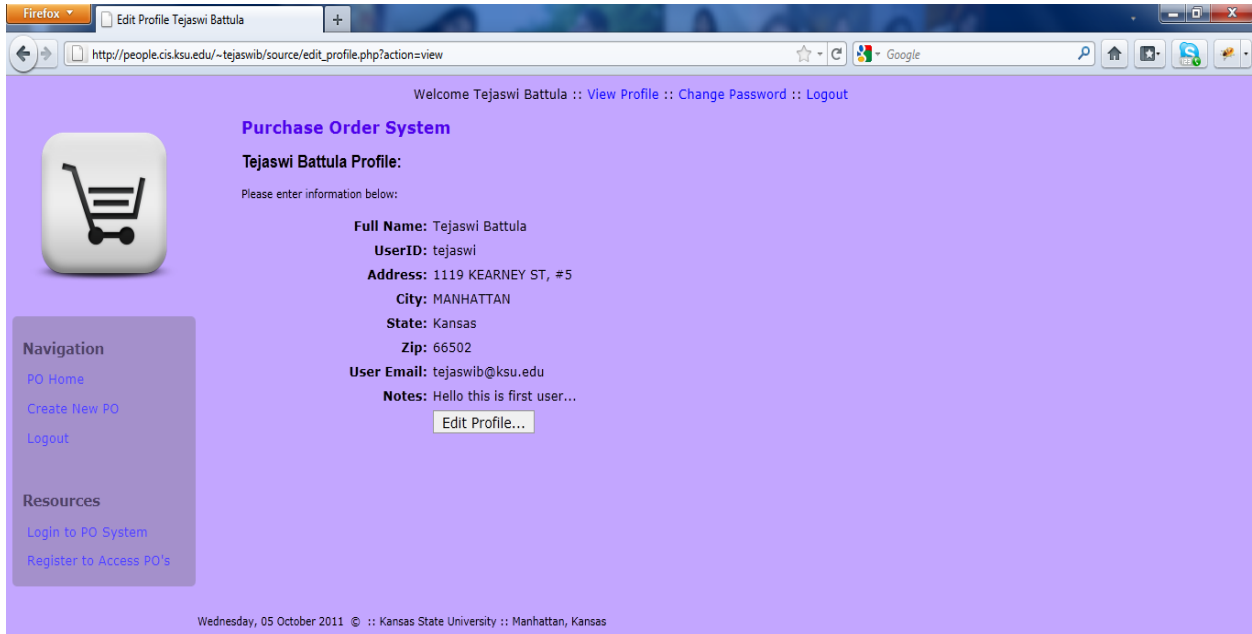 Firefox
Edit Profile Tejaswi Battula
+
http://people.cis.ksu.edu/~tejaswib/source/edit_profile.php?action=view
Google
Welcome Tejaswi Battula :: View Profile :: Change Password :: Logout
Purchase Order System
Tejaswi Battula Profile:
Please enter information below:
Full Name: Tejaswi Battula
UserID: tejaswi
Address: 1119 KEARNEY ST, #5
City: MANHATTAN
State: Kansas
Zip: 66502
User Email: tejaswib@ksu.edu
Notes: Hello this is first user...
Edit Profile...
Navigation
PO Home
Create New PO
Logout
Resources
Login to PO System
Register to Access PO's
Wednesday, 05 October 2011 © :: Kansas State University :: Manhattan, Kansas